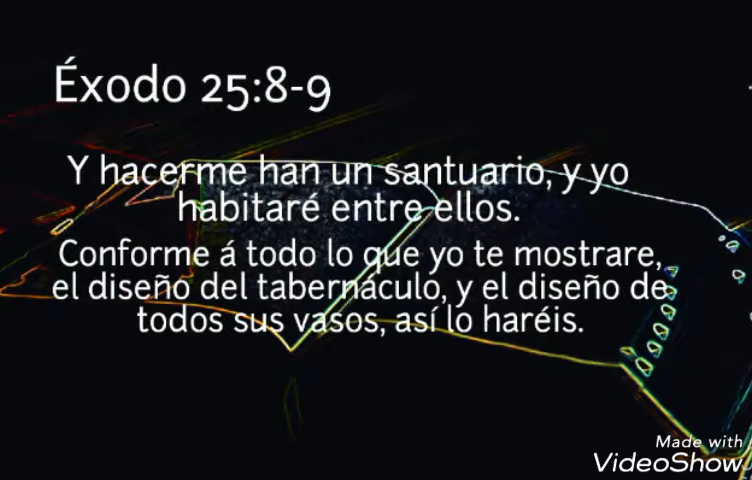 Éxodo 25:8-9
Y hacerme han un santuario, y yo
habitaré entre ellos.
Conforme á todo lo que yo te mostrare,
el diseño del tabernáculo, y el diseño de
todos sus vasos, así lo haréis.
Made with
VideoShow